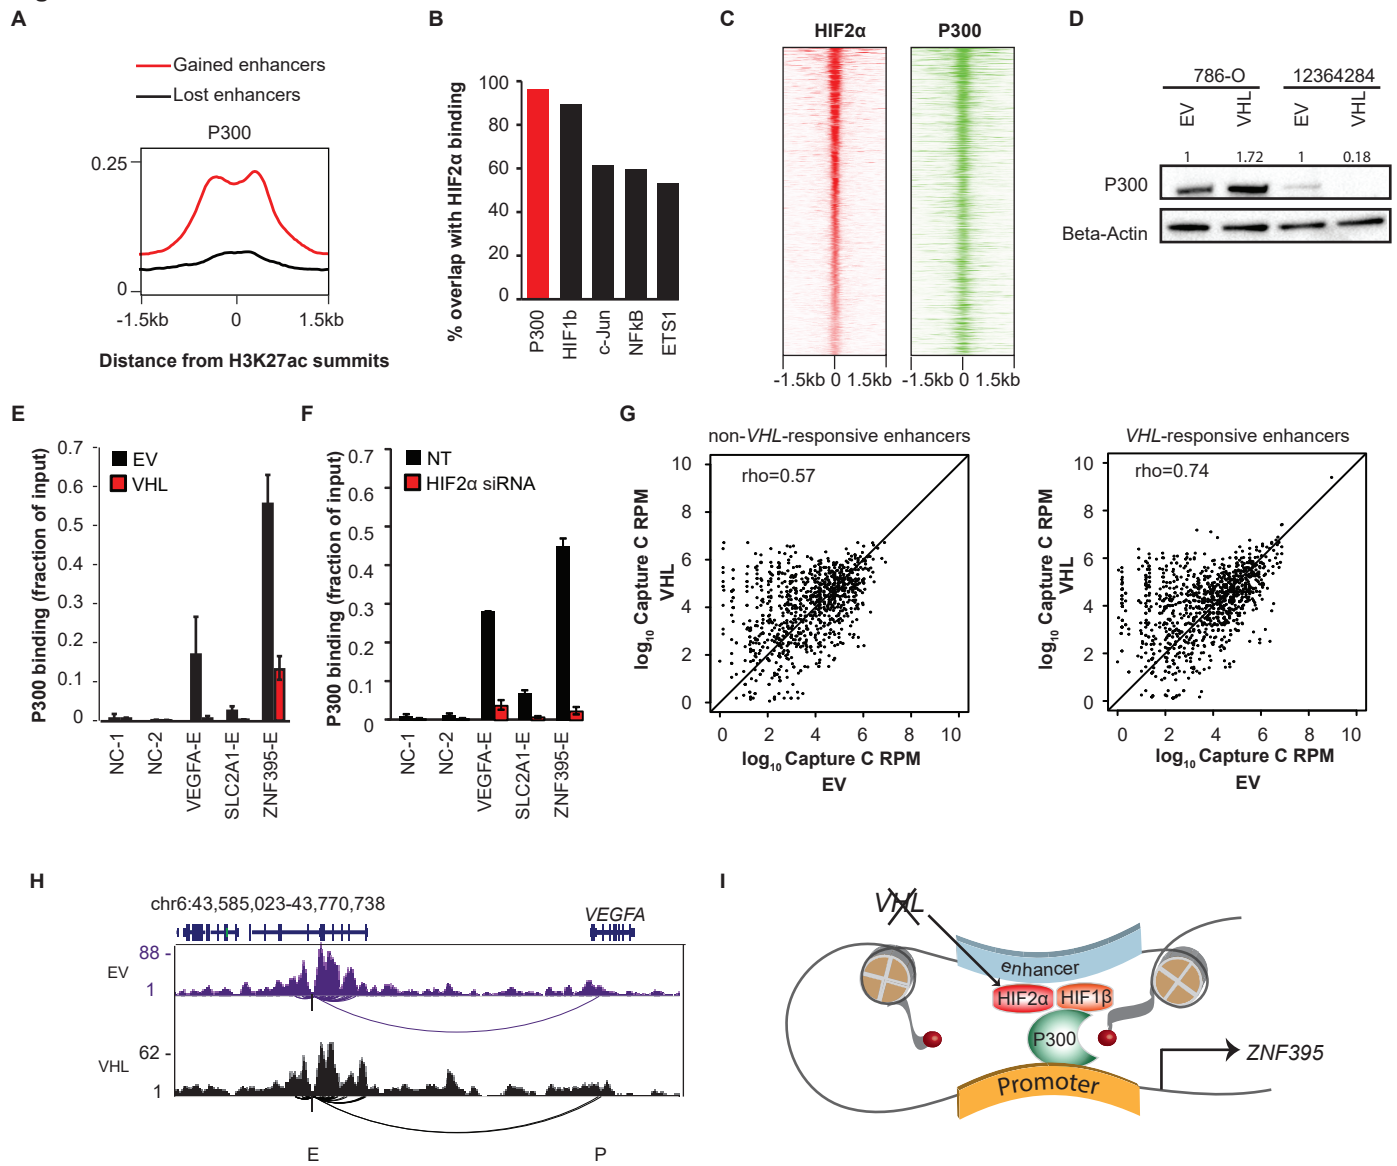 A
Gained enhancers
Lost enhancers
P300
0.25
0
-1.5kb 0 1.5kb
Distance from H3K27ac summits
B
% overlap with HIF2α binding
100
80
60
40
20
0
P300
HIF1b
c-Jun
NFkB
ETS1
C
HIF2α P300
-1.5kb 0 1.5kb -1.5kb 0 1.5kb
D
786-O 12364284
EV VHL EV VHL
1 1.72 1 0.18
P300
Beta-Actin
E
P300 binding (fraction of input)
0.7
0.6
0.5
0.4
0.3
0.2
0.1
0
EV
VHL
NC-1
NC-2
VEGFA-E
SLC2A1-E
ZNF395-E
F
P300 binding (fraction of input)
0.7
0.6
0.5
0.4
0.3
0.2
0.1
0
NT
HIF2α siRNA
NC-1
NC-2
VEGFA-E
SLC2A1-E
ZNF395-E
G
non-VHL-responsive enhancers
rho=0.57
log10 Capture C RPM
VHL
10
8
6
4
2
0
0 2 4 6 8 10
log10 Capture C RPM
EV
VHL-responsive enhancers
rho=0.74
log10 Capture C RPM
VHL
10
8
6
4
2
0
0 2 4 6 8 10
log10 Capture C RPM
EV
H
chr6:43,585,023-43,770,738
VEGFA
88 -
EV
1
62 -
VHL
1
E P
I
VHL
enhancer
HIF2α HIF1β
P300
Promoter
ZNF395